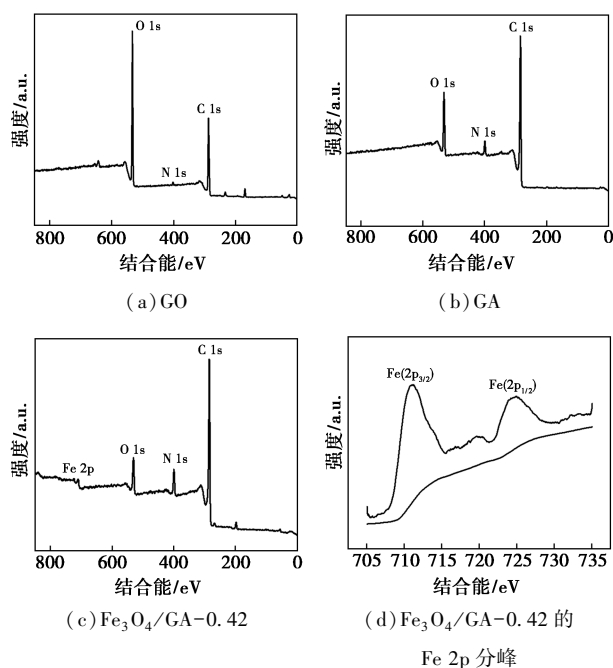 O 1s
C 1s
N 1s
强度/a.u.
800 600 400 200 0
结合能/eV
(a)GO
C 1s
O 1s
N 1s
强度/a.u.
800 600 400 200 0
结合能/eV
(b)GA
C 1s
O 1s
N 1s
Fe 2p
强度/a.u.
800 600 400 200 0
结合能/eV
(c)Fe₃O₄/GA-0.42
Fe(2p₃/₂)
Fe(2p₁/₂)
强度/a.u.
705 710 715 720 725 730 735
结合能/eV
(d)Fe₃O₄/GA-0.42 的
Fe 2p 分峰